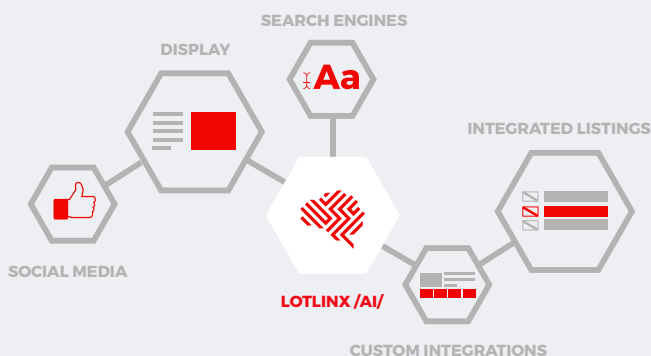 SEARCH ENGINES
DISPLAY
Aa
INTEGRATED LISTINGS
SOCIAL MEDIA
LOTLINX /AI/
CUSTOM INTEGRATIONS